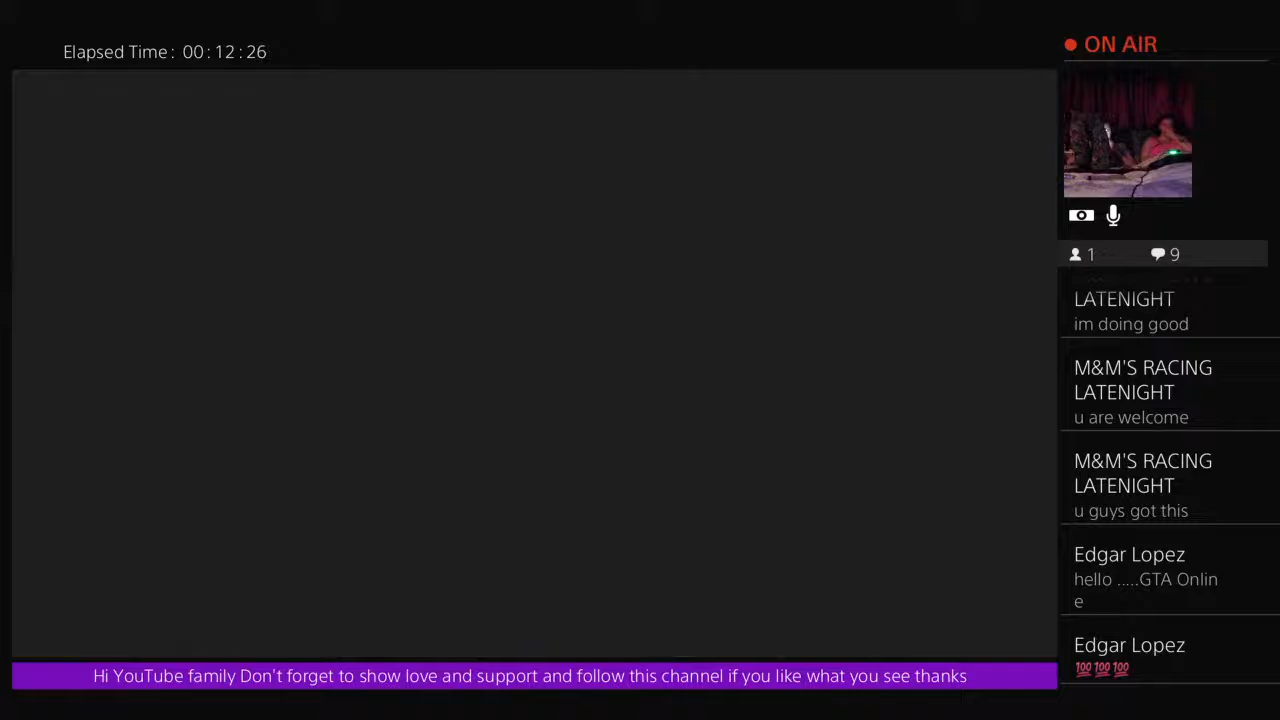 Elapsed Time: 00:12:26
ON AIR
1
9
LATENIGHT
im doing good
M&M'S RACING
LATENIGHT
u are welcome
M&M'S RACING
LATENIGHT
u guys got this
Edgar Lopez
hello .....GTA Onlin
e
Edgar Lopez
💯💯💯
Hi YouTube family Don't forget to show love and support and follow this channel if you like what you see thanks